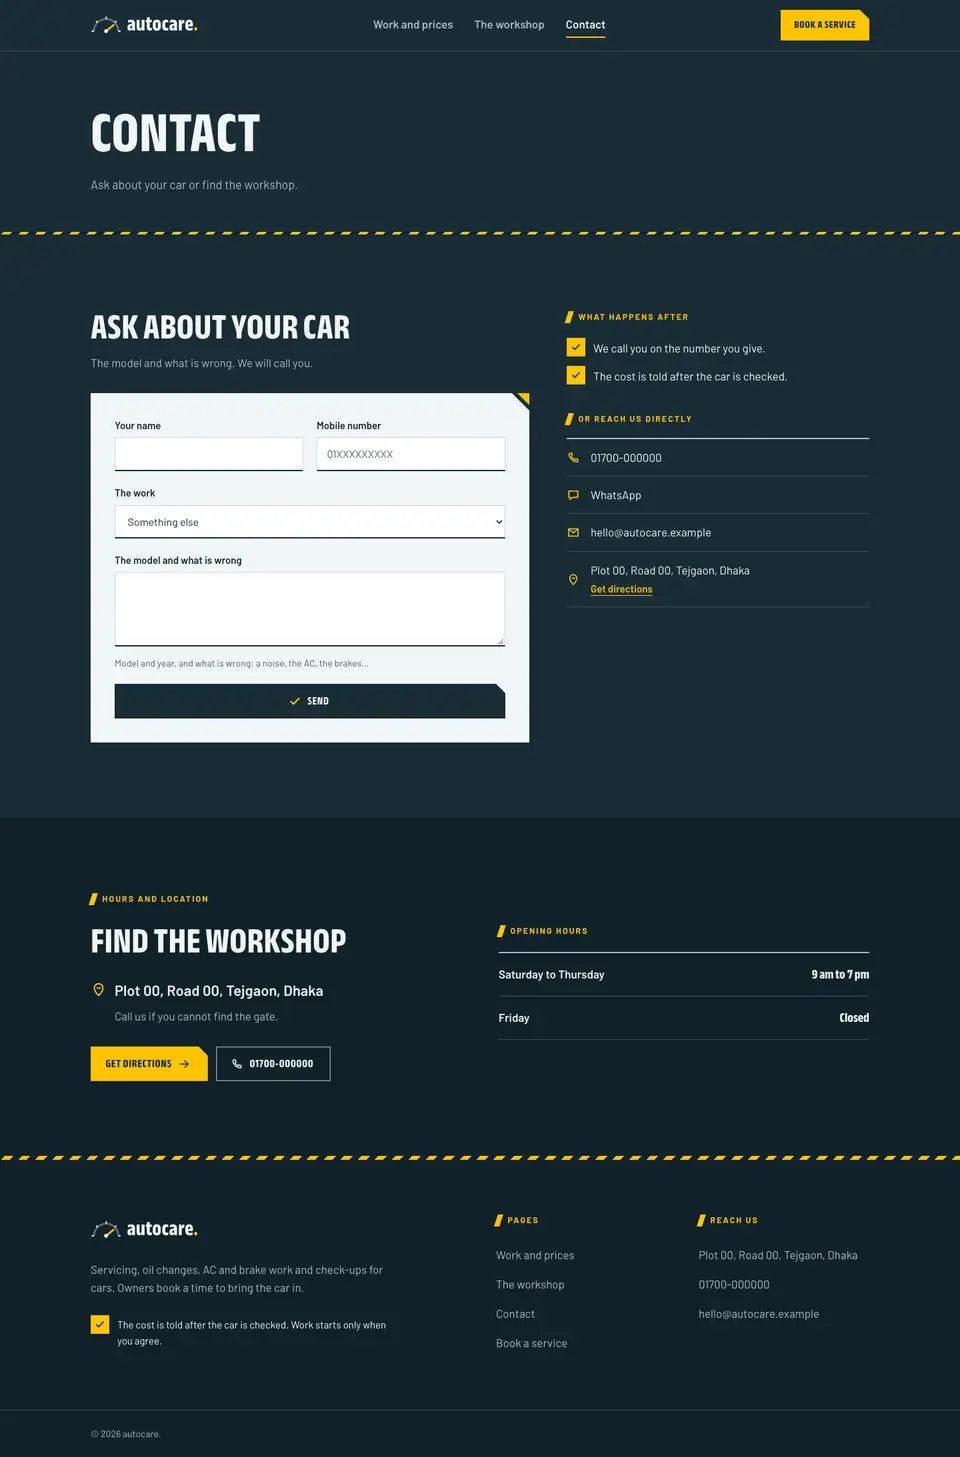 autocare.
Work and prices
The workshop
Contact
BOOK A SERVICE
CONTACT
Ask about your car or find the workshop.
ASK ABOUT YOUR CAR
The model and what is wrong. We will call you.
Your name
Mobile number
01XXXXXXXXX
The work
Something else
The model and what is wrong
Model and year, and what is wrong: a noise, the AC, the brakes...
SEND
WHAT HAPPENS AFTER
We call you on the number you give.
The cost is told after the car is checked.
OR REACH US DIRECTLY
01700-000000
WhatsApp
hello@autocare.example
Plot 00, Road 00, Tejgaon, Dhaka
Get directions
HOURS AND LOCATION
FIND THE WORKSHOP
Plot 00, Road 00, Tejgaon, Dhaka
Call us if you cannot find the gate.
GET DIRECTIONS
01700-000000
OPENING HOURS
Saturday to Thursday 9 am to 7 pm
Friday Closed
autocare.
Servicing, oil changes, AC and brake work and check-ups for
cars. Owners book a time to bring the car in.
The cost is told after the car is checked. Work starts only when
you agree.
PAGES
Work and prices
The workshop
Contact
Book a service
REACH US
Plot 00, Road 00, Tejgaon, Dhaka
01700-000000
hello@autocare.example
© 2026 autocare.